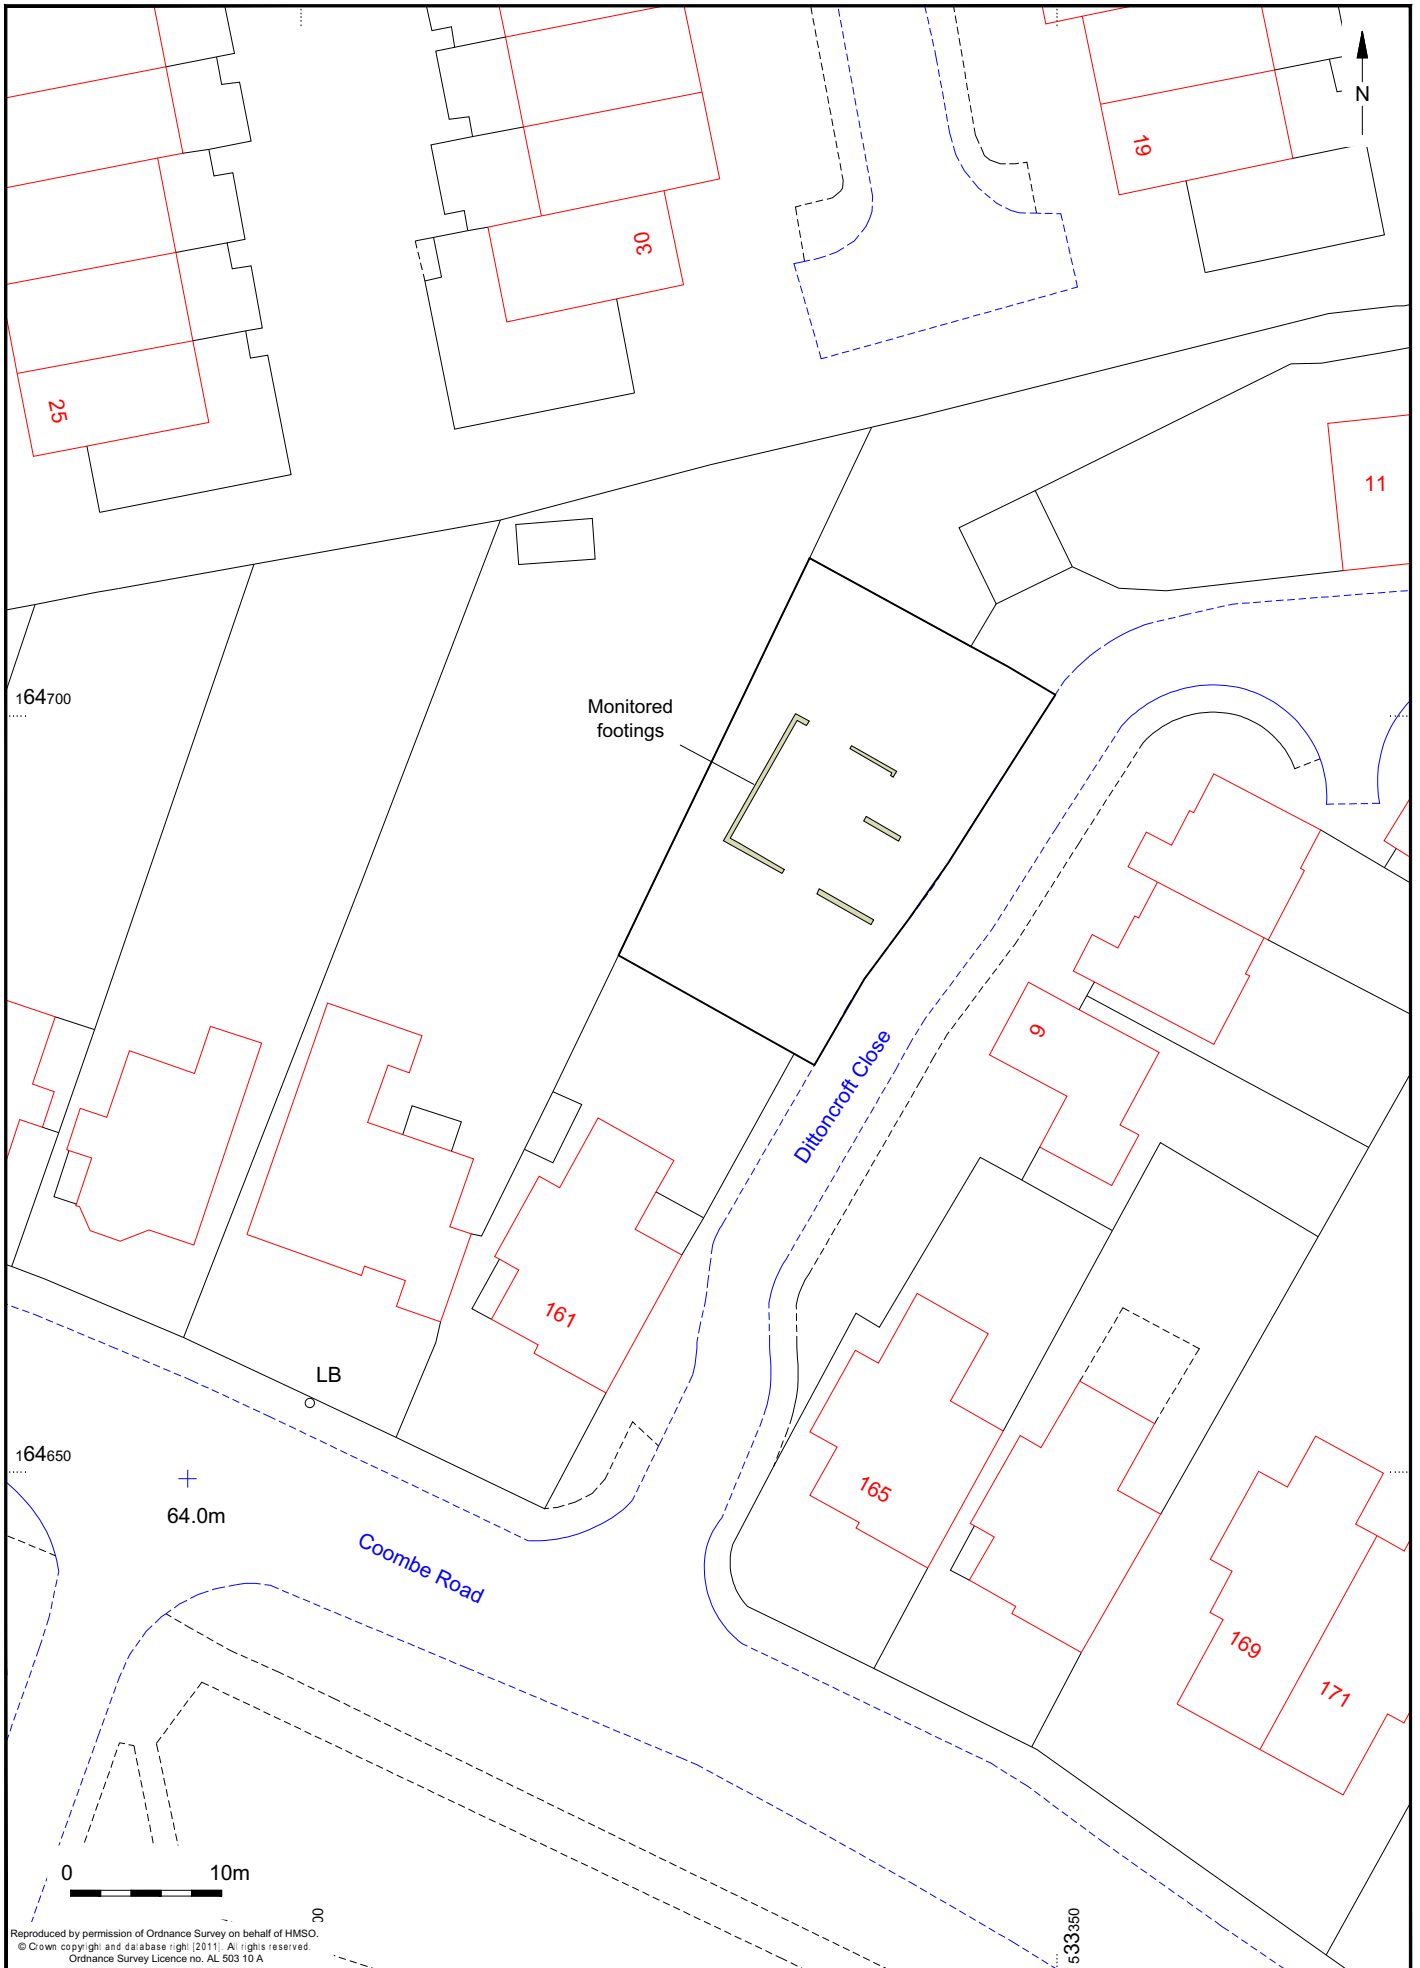 N
19
30
25
11
164700
Monitored
footings
9
Dittoncroft Close
161
LB
165
164650
64.0m
Coombe Road
169
171
0 10m
00
533350
Reproduced by permission of Ordnance Survey on behalf of HMSO.
© Crown copyright and database right [2011]. All rights reserved.
Ordnance Survey Licence no. AL 503 10 A